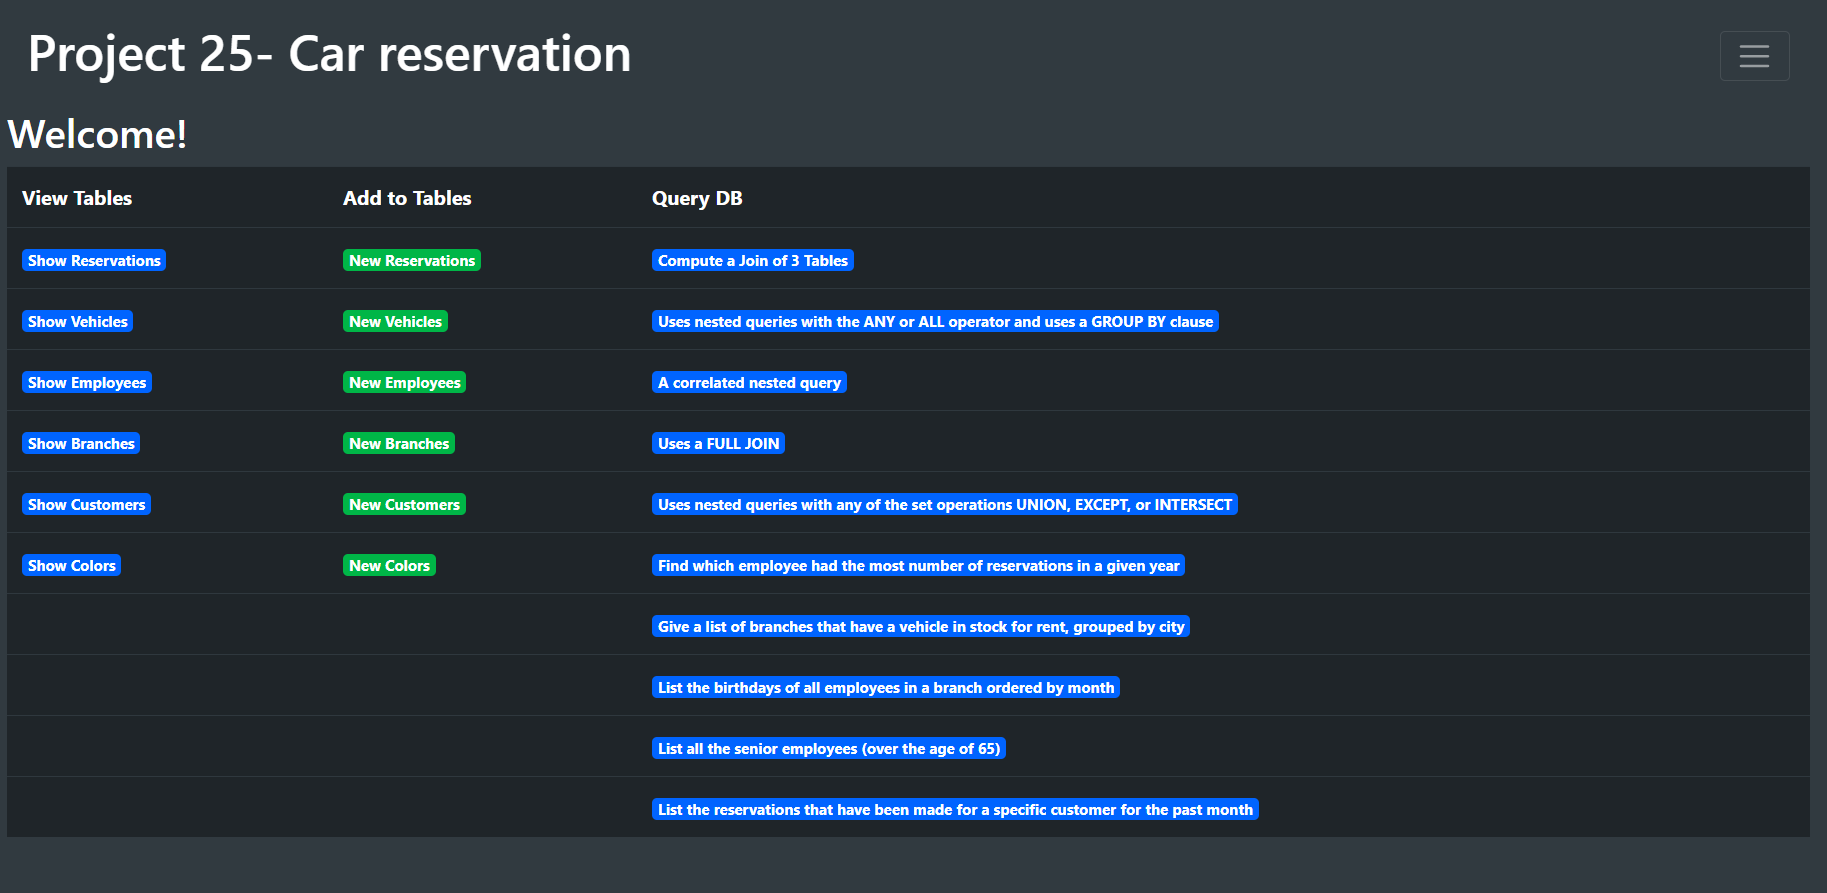 Project 25- Car reservation
Welcome!
View Tables Add to Tables Query DB
Show Reservations New Reservations Compute a Join of 3 Tables
Show Vehicles New Vehicles Uses nested queries with the ANY or ALL operator and uses a GROUP BY clause
Show Employees New Employees A correlated nested query
Show Branches New Branches Uses a FULL JOIN
Show Customers New Customers Uses nested queries with any of the set operations UNION, EXCEPT, or INTERSECT
Show Colors New Colors Find which employee had the most number of reservations in a given year
Give a list of branches that have a vehicle in stock for rent, grouped by city
List the birthdays of all employees in a branch ordered by month
List all the senior employees (over the age of 65)
List the reservations that have been made for a specific customer for the past month